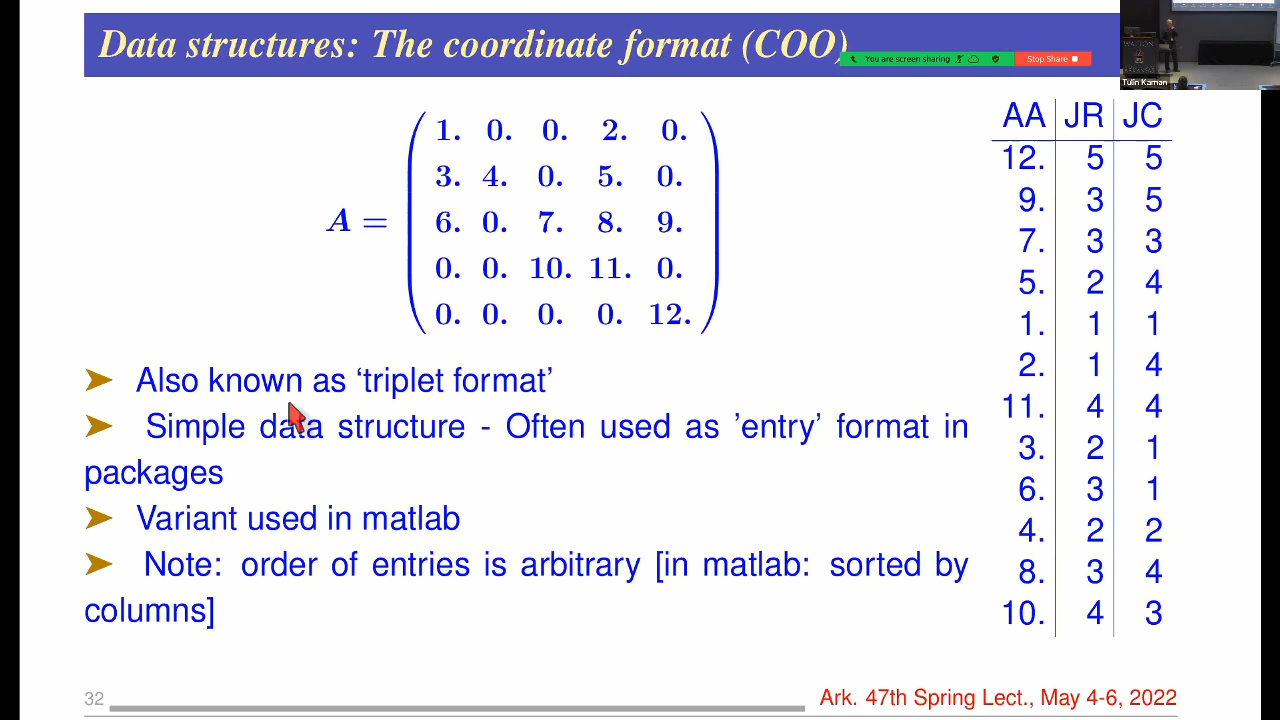 Data structures: The coordinate format (COO)
You are screen sharing
Stop Share
Tulin Kaman
A =
1. 0. 0. 2. 0.
3. 4. 0. 5. 0.
6. 0. 7. 8. 9.
0. 0. 10. 11. 0.
0. 0. 0. 0. 12.
➤ Also known as ‘triplet format’
➤ Simple data structure - Often used as ’entry’ format in
packages
➤ Variant used in matlab
➤ Note: order of entries is arbitrary [in matlab: sorted by
columns]
AA JR JC
12. 5 5
9. 3 5
7. 3 3
5. 2 4
1. 1 1
2. 1 4
11. 4 4
3. 2 1
6. 3 1
4. 2 2
8. 3 4
10. 4 3
32
Ark. 47th Spring Lect., May 4-6, 2022